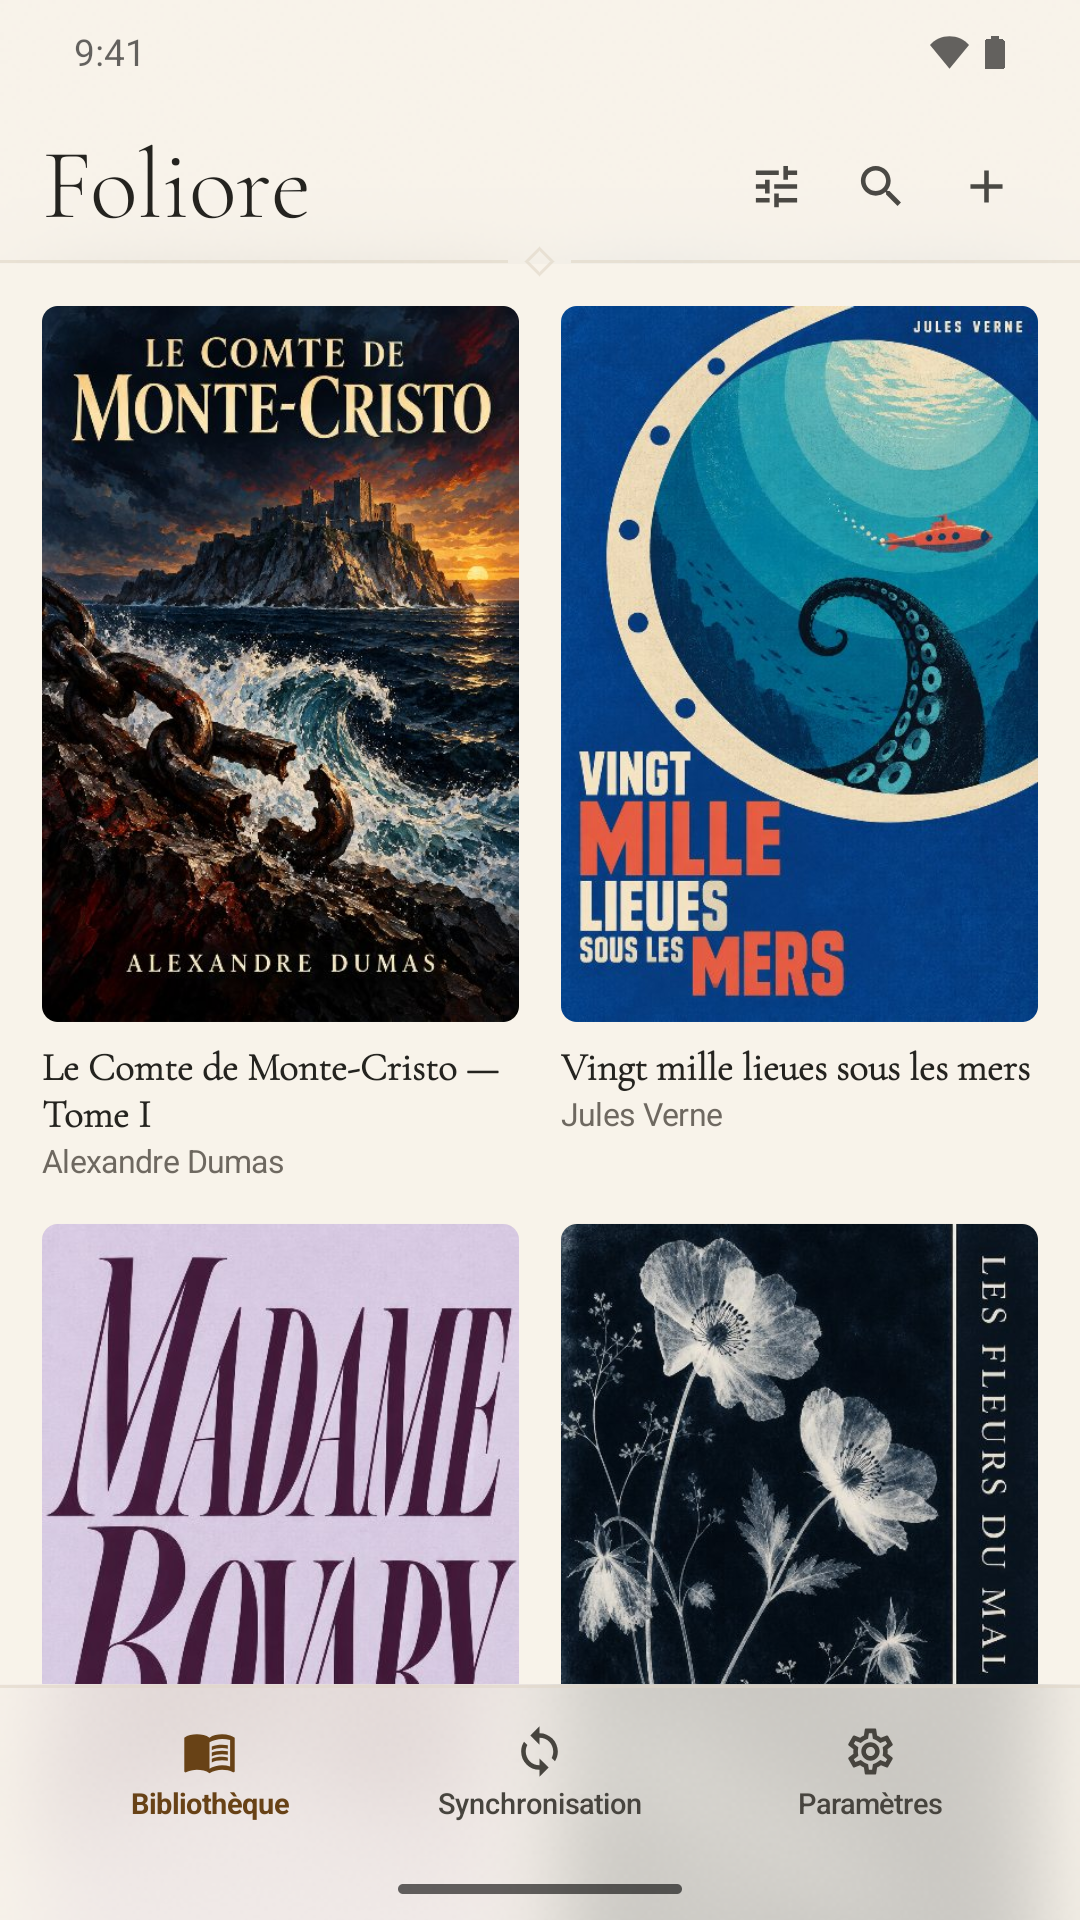 9:41
Foliore
LE COMTE DE
MONTE-CRISTO
ALEXANDRE DUMAS
JULES VERNE
VINGT
MILLE
LIEUES
SOUS LES MERS
Le Comte de Monte-Cristo —
Tome I
Alexandre Dumas
Vingt mille lieues sous les mers
Jules Verne
MADAME
BOVARY
LES FLEURS DU MAL
Bibliothèque
Synchronisation
Paramètres